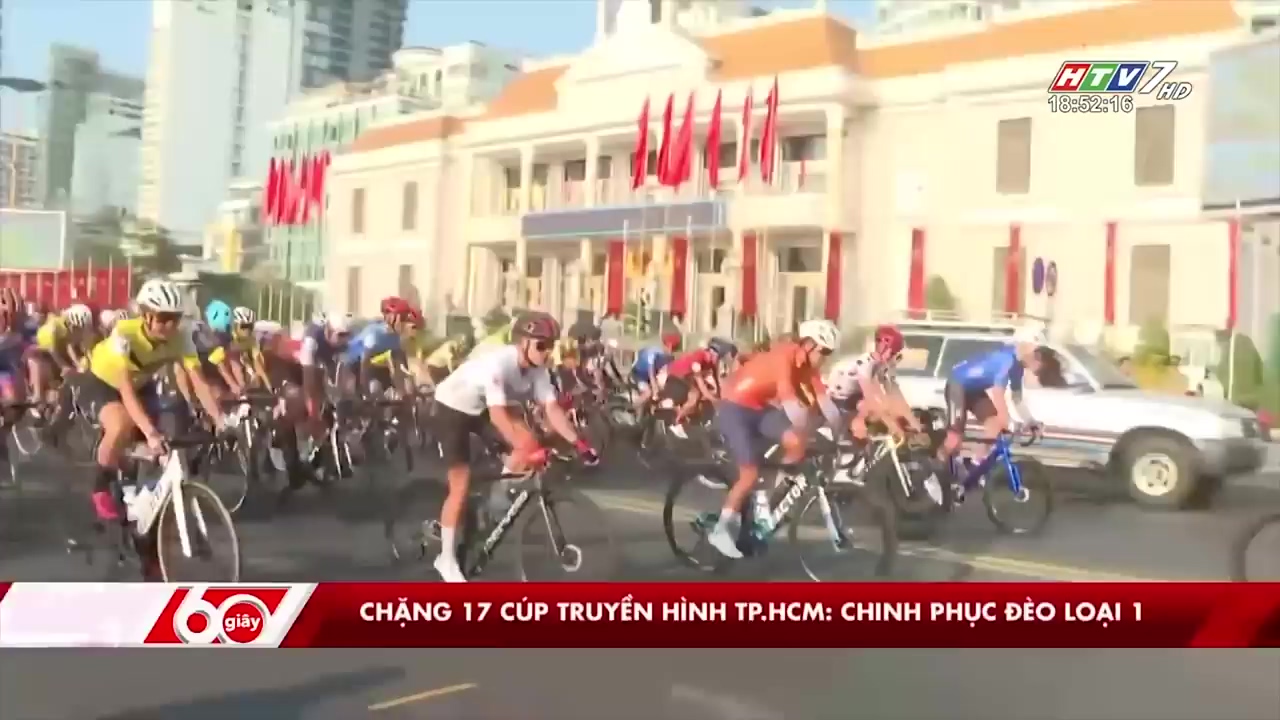 HTV7 HD
18:52:16
FACTOR
60 giây
CHẶNG 17 CÚP TRUYỀN HÌNH TP.HCM: CHINH PHỤC ĐÈO LOẠI 1